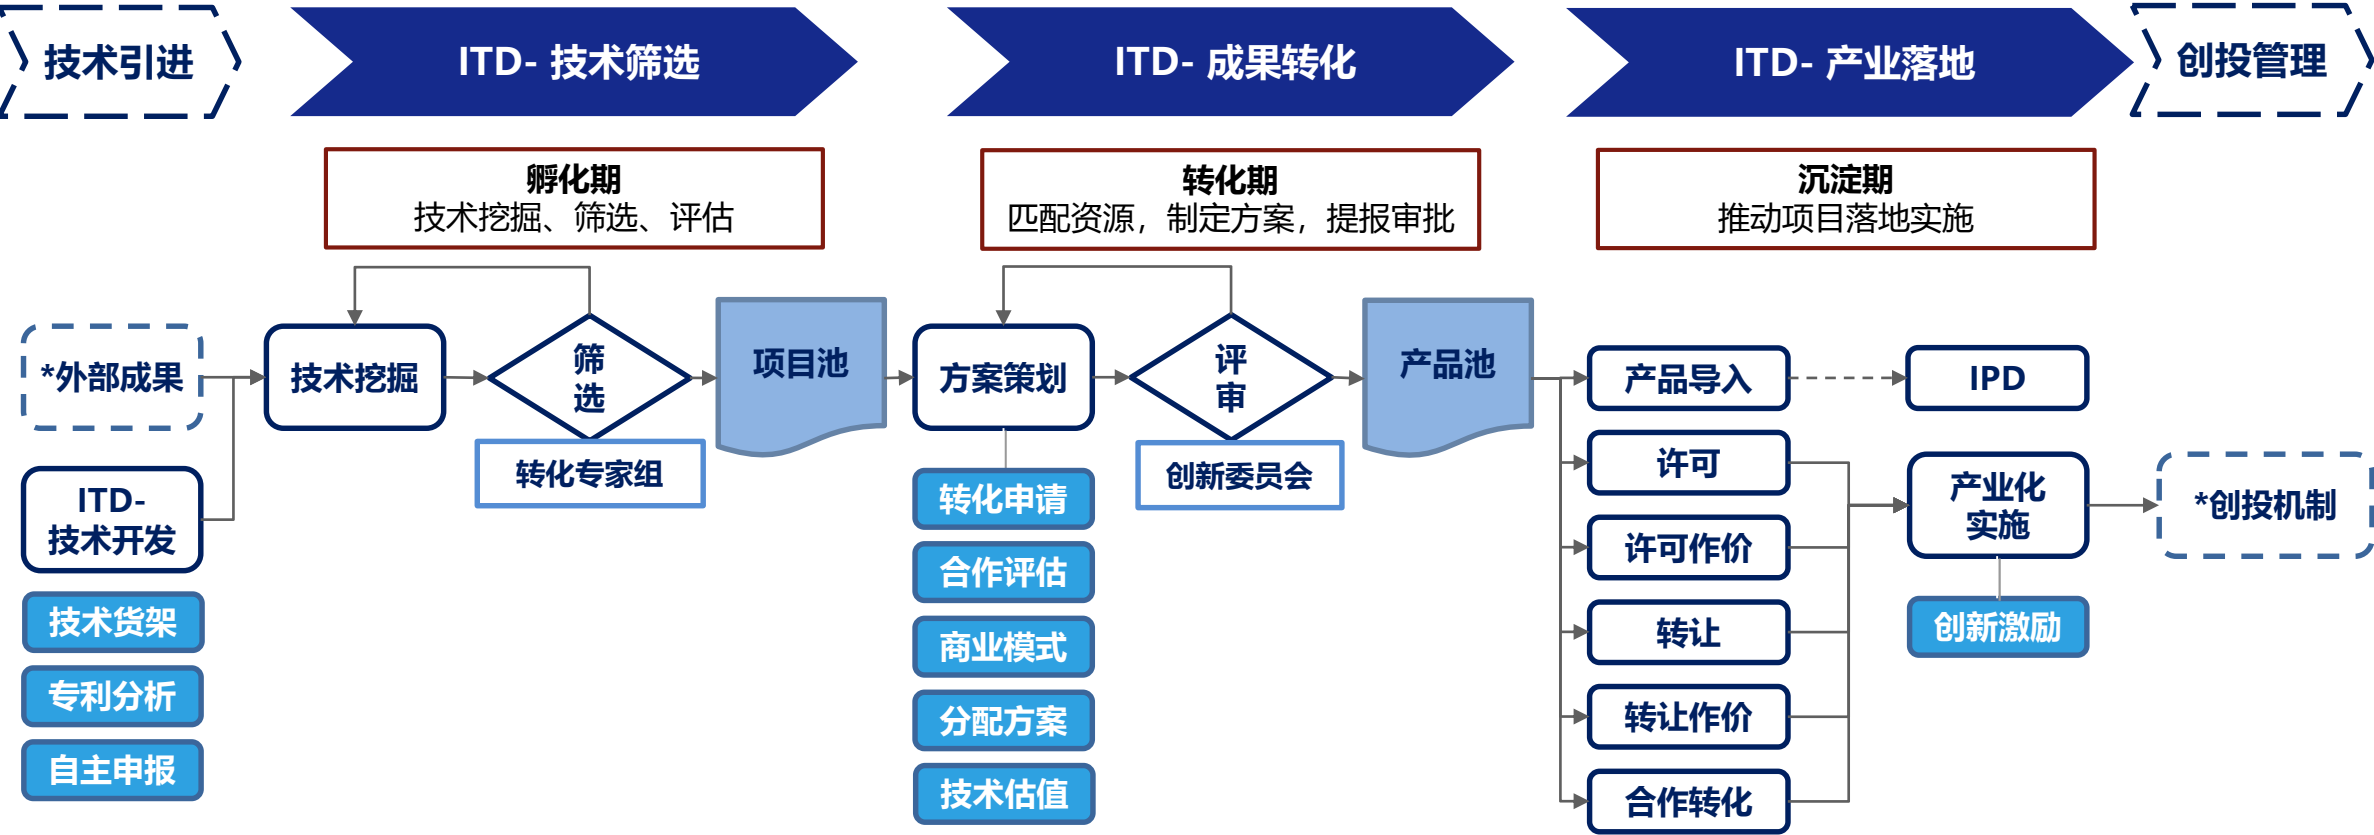 技术引进
ITD- 技术筛选
ITD- 成果转化
ITD- 产业落地
创投管理
孵化期
技术挖掘、筛选、评估
转化期
匹配资源，制定方案，提报审批
沉淀期
推动项目落地实施
*外部成果
技术挖掘
筛
选
转化专家组
项目池
方案策划
评
审
创新委员会
产品池
产品导入
IPD
许可
许可作价
转让
转让作价
合作转化
产业化
实施
*创投机制
创新激励
ITD-
技术开发
技术货架
专利分析
自主申报
转化申请
合作评估
商业模式
分配方案
技术估值